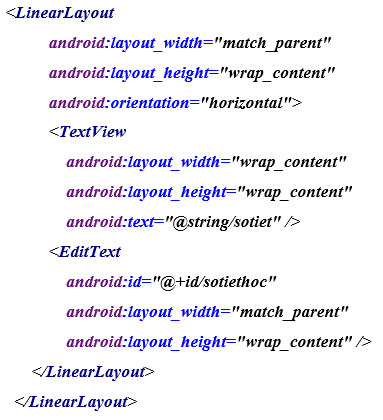 <LinearLayout
android:layout_width="match_parent"
android:layout_height="wrap_content"
android:orientation="horizontal">
<TextView
android:layout_width="wrap_content"
android:layout_height="wrap_content"
android:text="@string/sotiet" />
<EditText
android:id="@+id/sotiethoc"
android:layout_width="match_parent"
android:layout_height="wrap_content" />
</LinearLayout>
</LinearLayout>